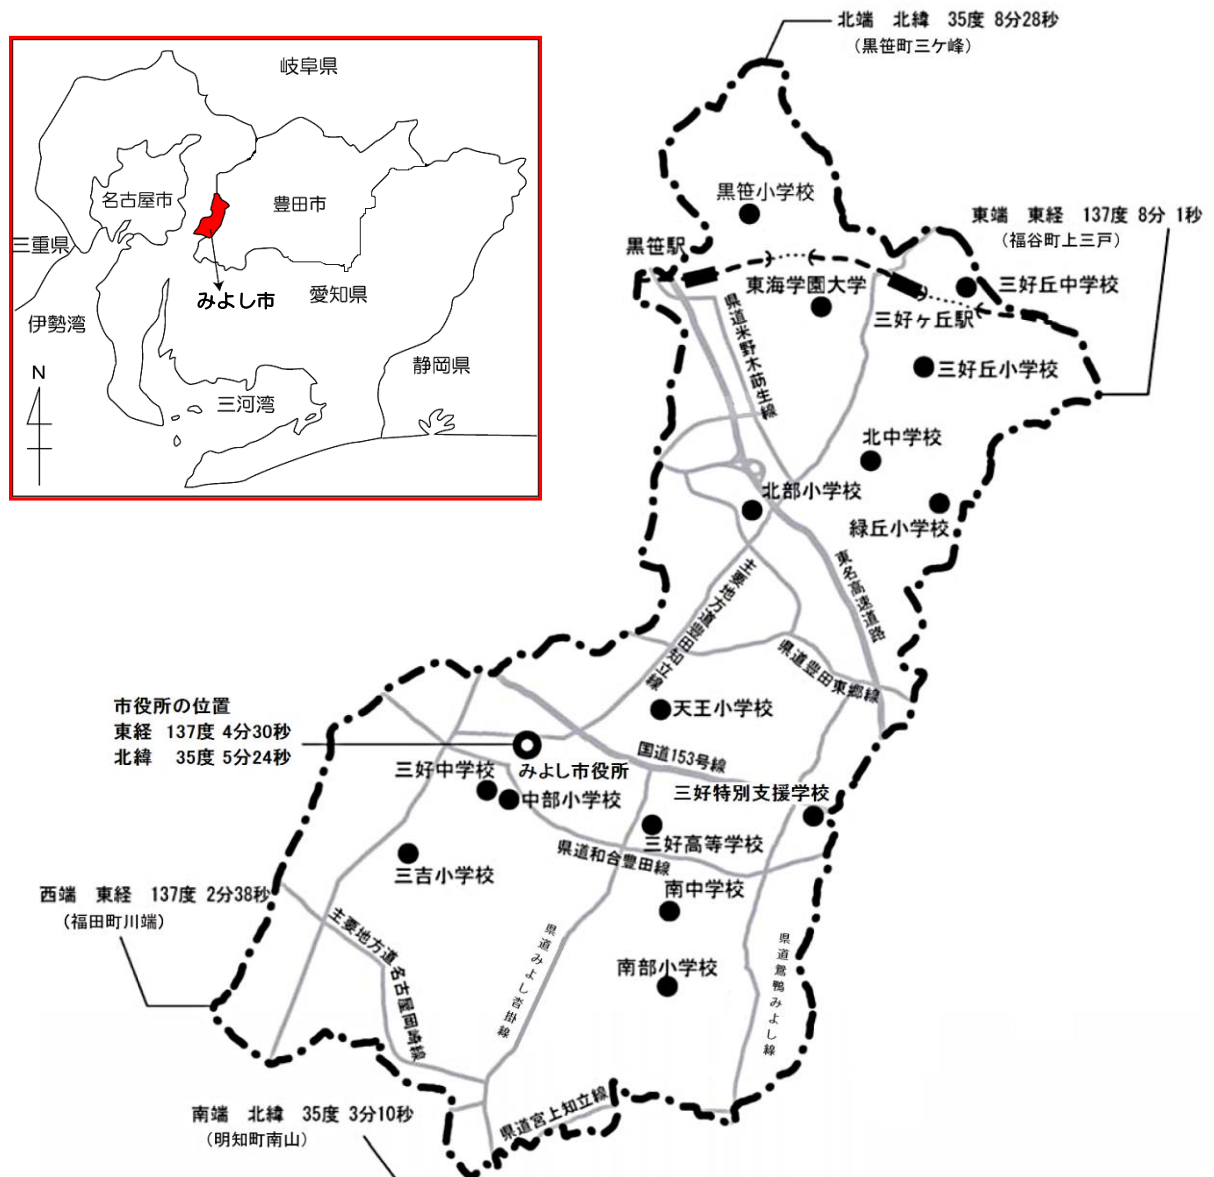 北端 北緯 35度 8分28秒
(黒笹町三ケ峰)
岐阜県
名古屋市
豊田市
三重県
みよし市
愛知県
伊勢湾
静岡県
三河湾
N
黒笹小学校
東端 東経 137度 8分 1秒
(福谷町上三戸)
黒笹駅
東海学園大学
三好丘中学校
三好ヶ丘駅
県道米野木莇生線
三好丘小学校
北中学校
北部小学校
緑丘小学校
東名高速道路
主要地方道豊田知立線
県道豊田東郷線
天王小学校
市役所の位置
東経 137度 4分30秒
北緯 35度 5分24秒
国道153号線
みよし市役所
三好中学校
中部小学校
三好特別支援学校
三好高等学校
県道和合豊田線
三吉小学校
南中学校
西端 東経 137度 2分38秒
(福田町川端)
主要地方道名古屋岡崎線
県道みよし沓掛線
県道鴛鴨みよし線
南部小学校
南端 北緯 35度 3分10秒
(明知町南山)
県道宮上知立線